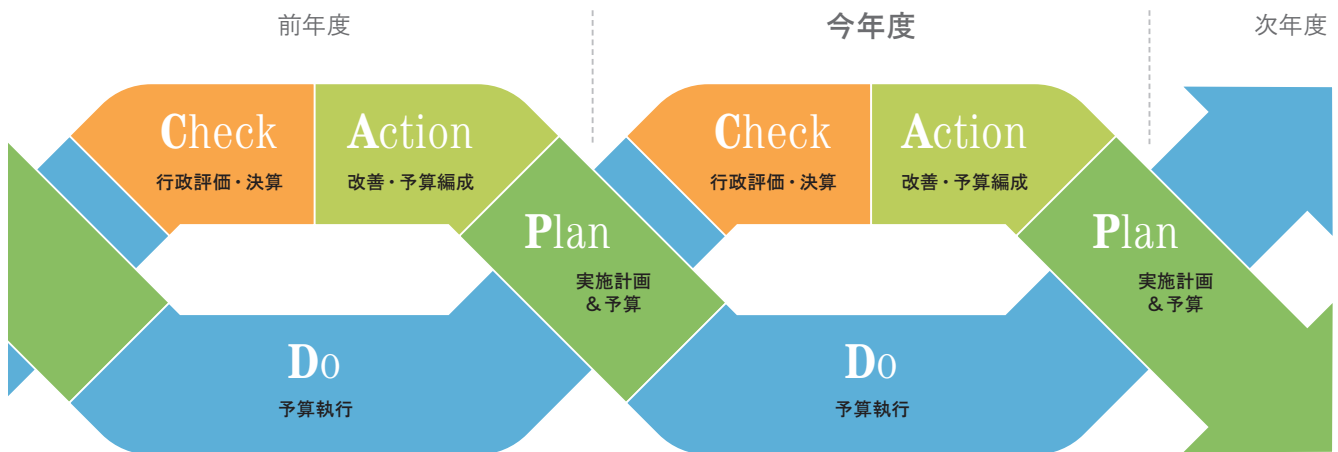 前年度
今年度
次年度
Check
行政評価・決算
Action
改善・予算編成
Plan
実施計画
＆予算
Do
予算執行
Check
行政評価・決算
Action
改善・予算編成
Plan
実施計画
＆予算
Do
予算執行